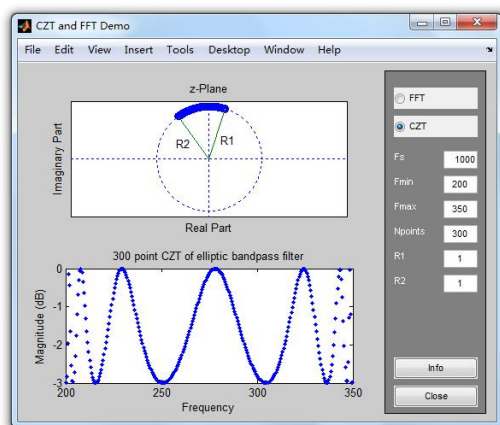 CZT and FFT Demo
File Edit View Insert Tools Desktop Window Help
z-Plane
Imaginary Part
R2
R1
Real Part
300 point CZT of elliptic bandpass filter
Magnitude (dB)
0
-1
-2
-3
200 250 300 350
Frequency
FFT
CZT
Fs 1000
Fmin 200
Fmax 350
Npoints 300
R1 1
R2 1
Info
Close